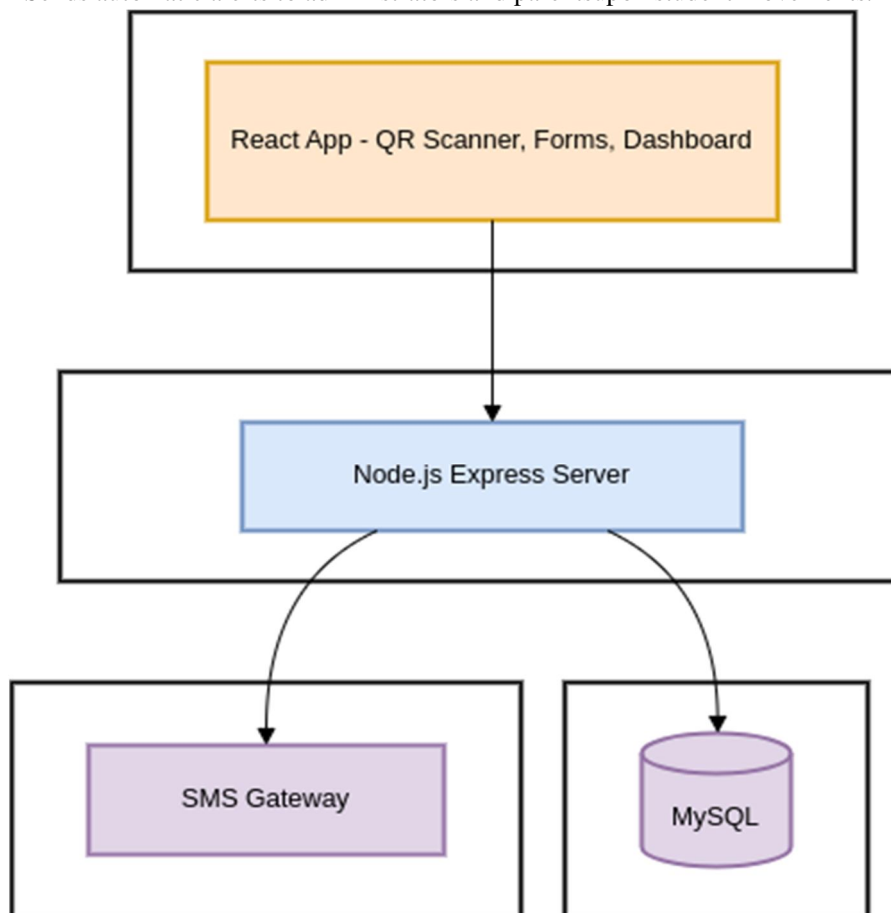 React App - QR Scanner, Forms, Dashboard
Node.js Express Server
SMS Gateway
MySQL